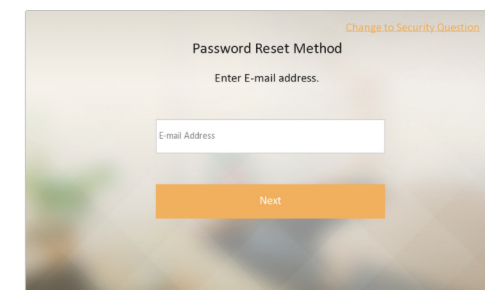 Change to Security Question
Password Reset Method
Enter E-mail address.
E-mail Address
Next